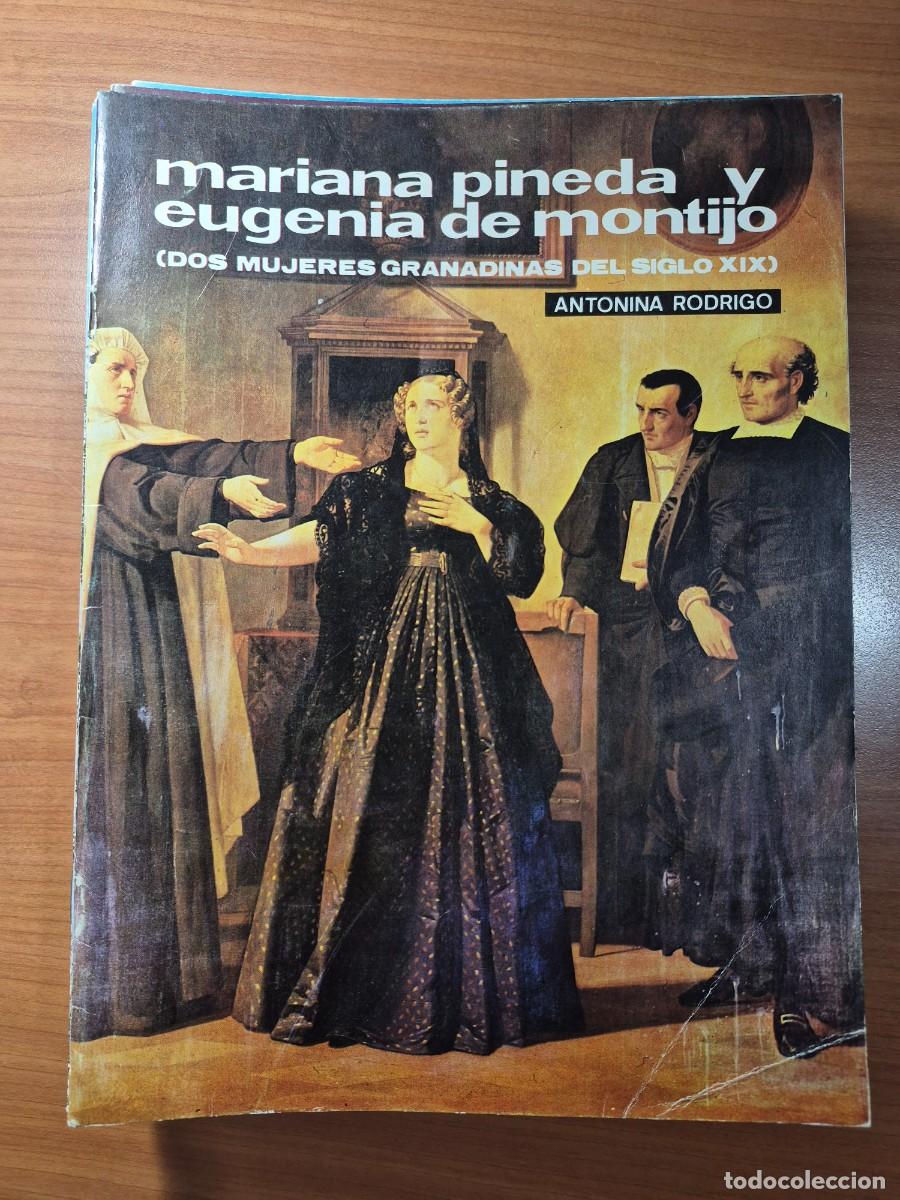 mariana pineda y
eugenia de montijo
(DOS MUJERES GRANADINAS DEL SIGLO XIX)
ANTONINA RODRIGO
todocoleccion